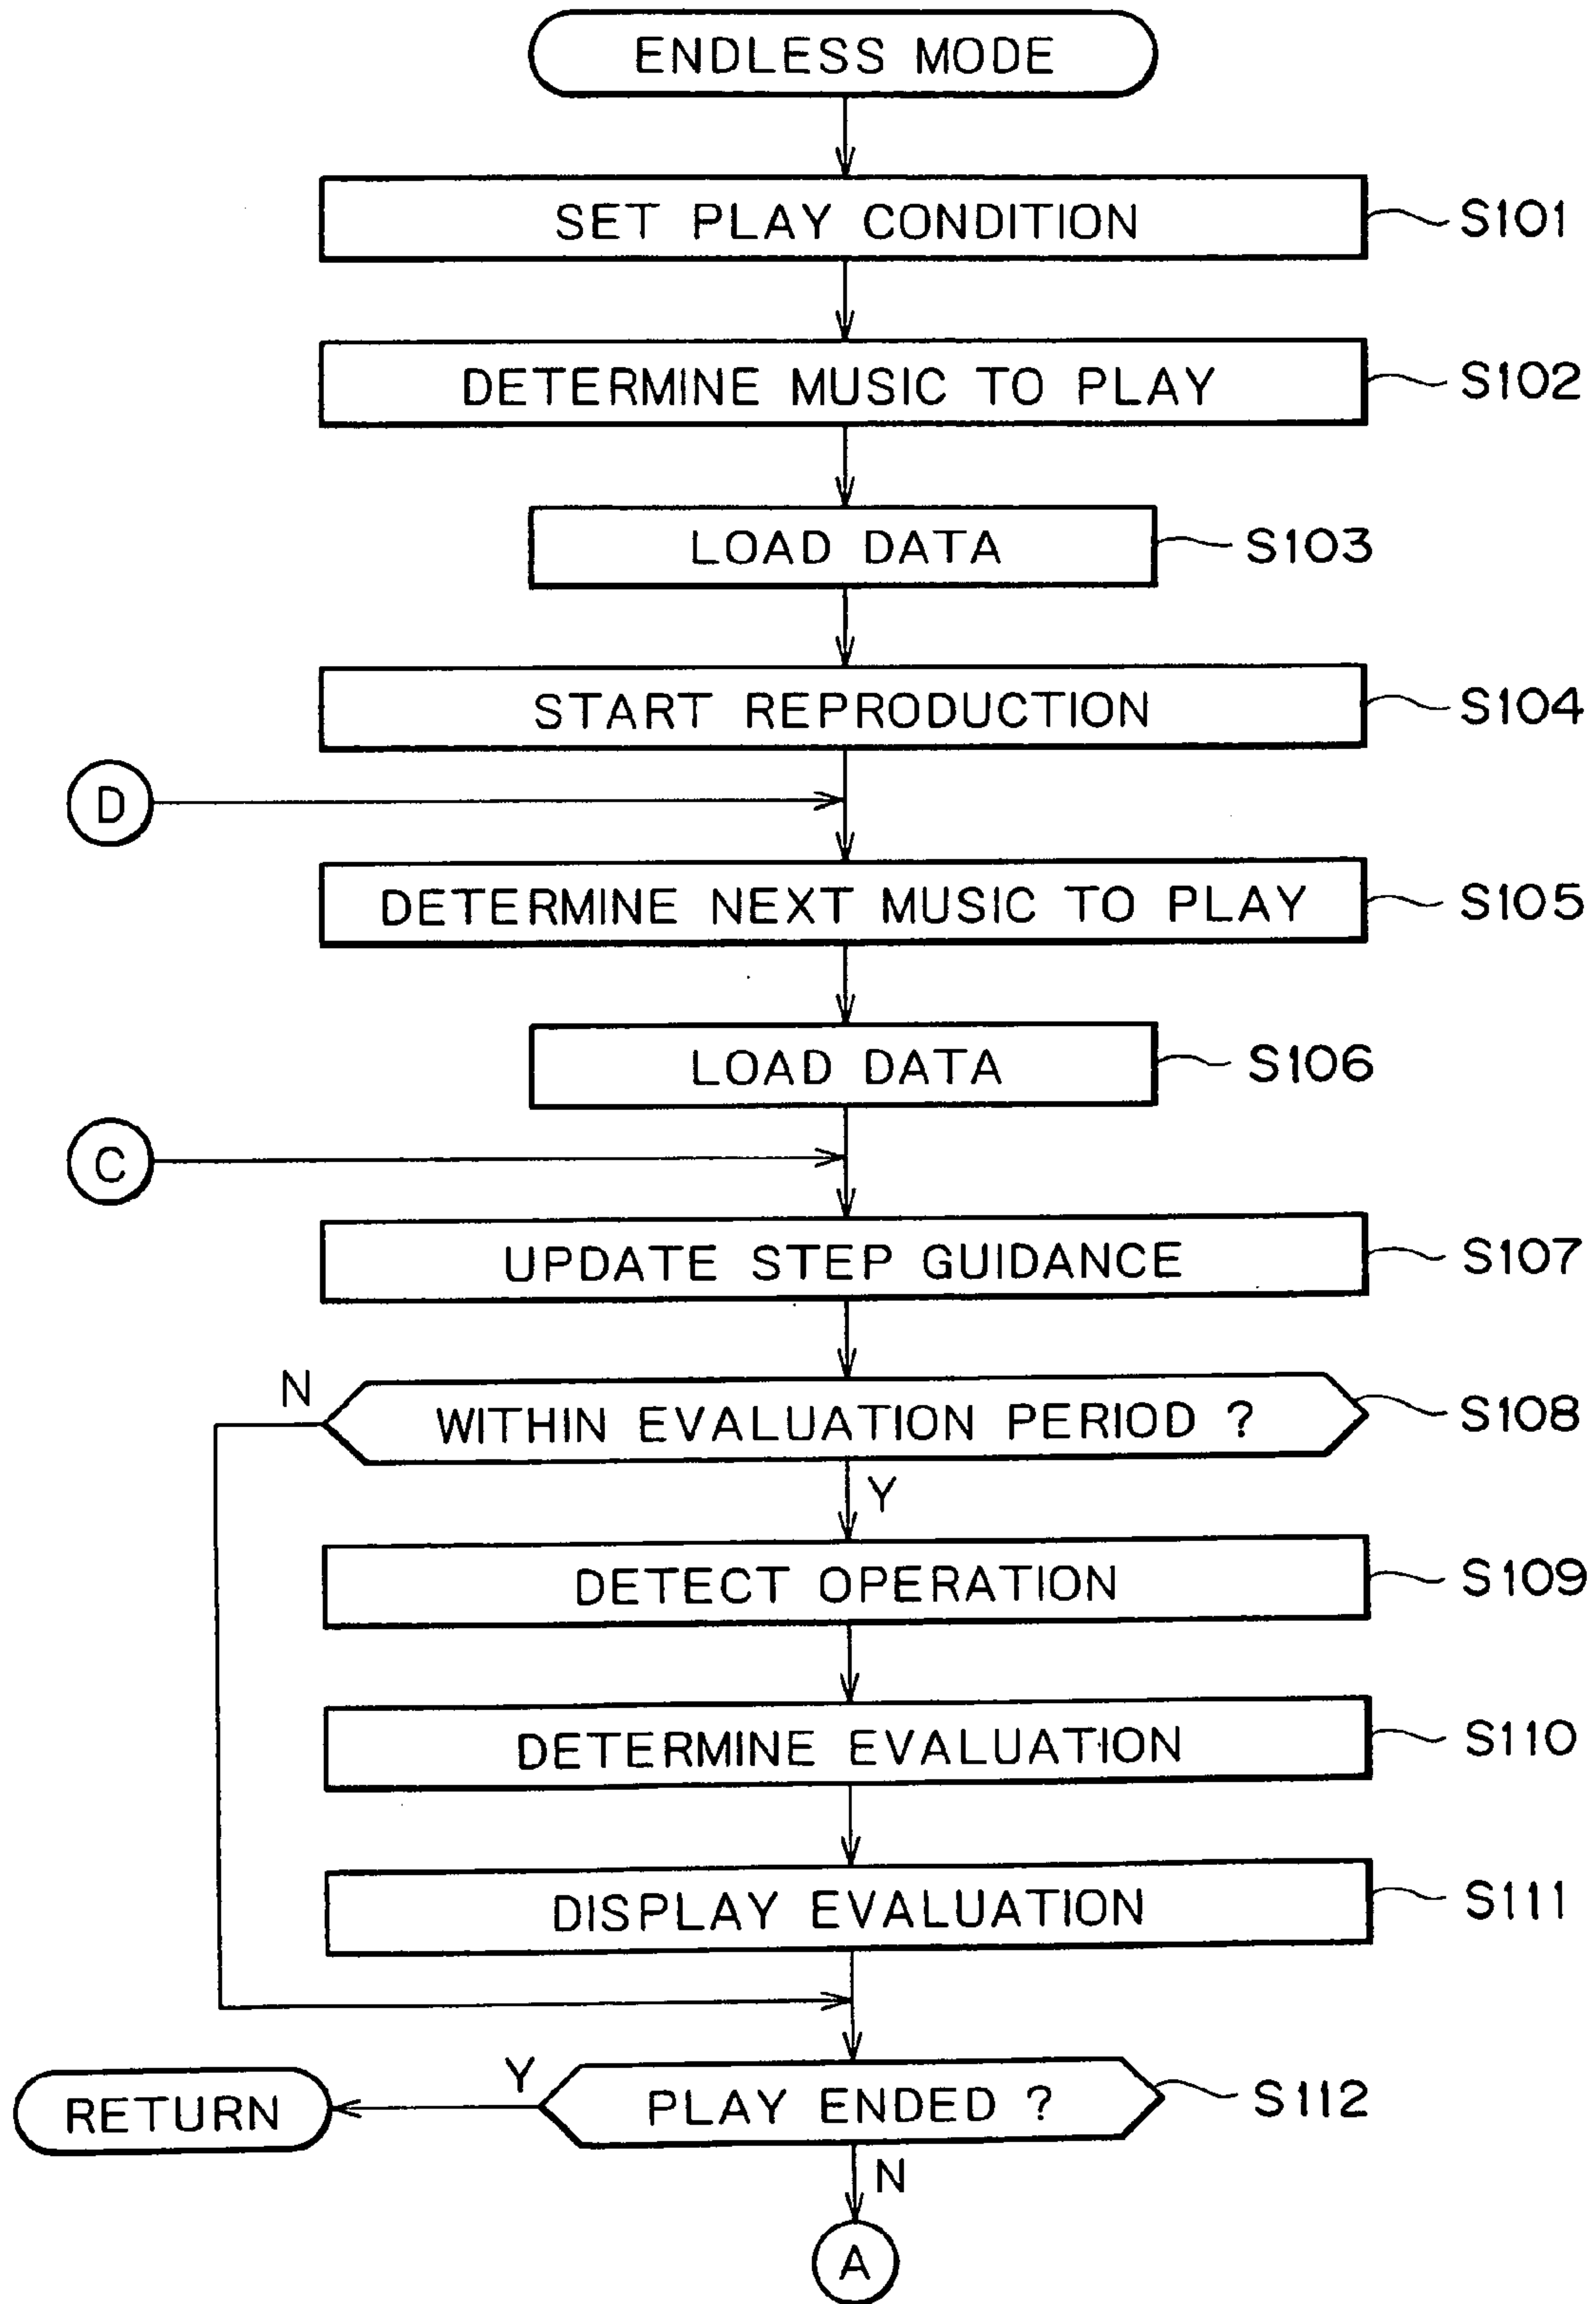 ENDLESS MODE
SET PLAY CONDITION S101
DETERMINE MUSIC TO PLAY S102
LOAD DATA S103
START REPRODUCTION S104
D
DETERMINE NEXT MUSIC TO PLAY S105
LOAD DATA S106
C
UPDATE STEP GUIDANCE S107
N
WITHIN EVALUATION PERIOD ? S108
Y
DETECT OPERATION S109
DETERMINE EVALUATION S110
DISPLAY EVALUATION S111
RETURN Y PLAY ENDED ? S112
N
A